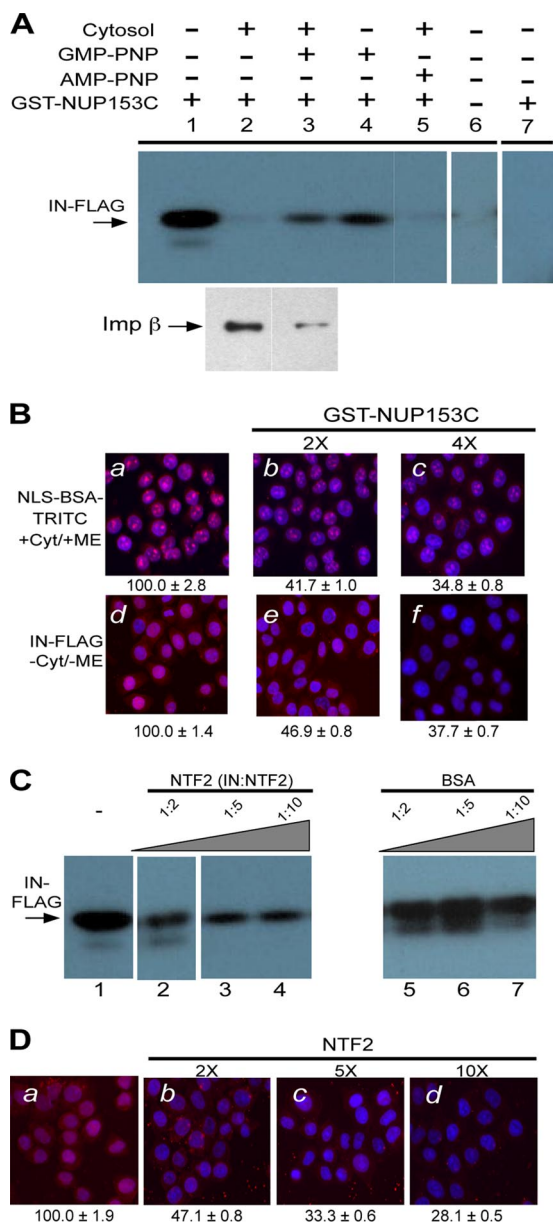 A
Cytosol – + + – + – –
GMP-PNP – – + + – – –
AMP-PNP – – – – + – –
GST-NUP153C + + + + + – +
1 2 3 4 5 6 7
IN-FLAG
Imp β
B
GST-NUP153C
2X 4X
a b c
NLS-BSA-
TRITC
+Cyt/+ME
100.0 ± 2.8 41.7 ± 1.0 34.8 ± 0.8
d e f
IN-FLAG
-Cyt/-ME
100.0 ± 1.4 46.9 ± 0.8 37.7 ± 0.7
C
NTF2 (IN:NTF2) BSA
- 1:2 1:5 1:10 1:2 1:5 1:10
IN-
FLAG
1 2 3 4 5 6 7
D
NTF2
2X 5X 10X
a b c d
100.0 ± 1.9 47.1 ± 0.8 33.3 ± 0.6 28.1 ± 0.5